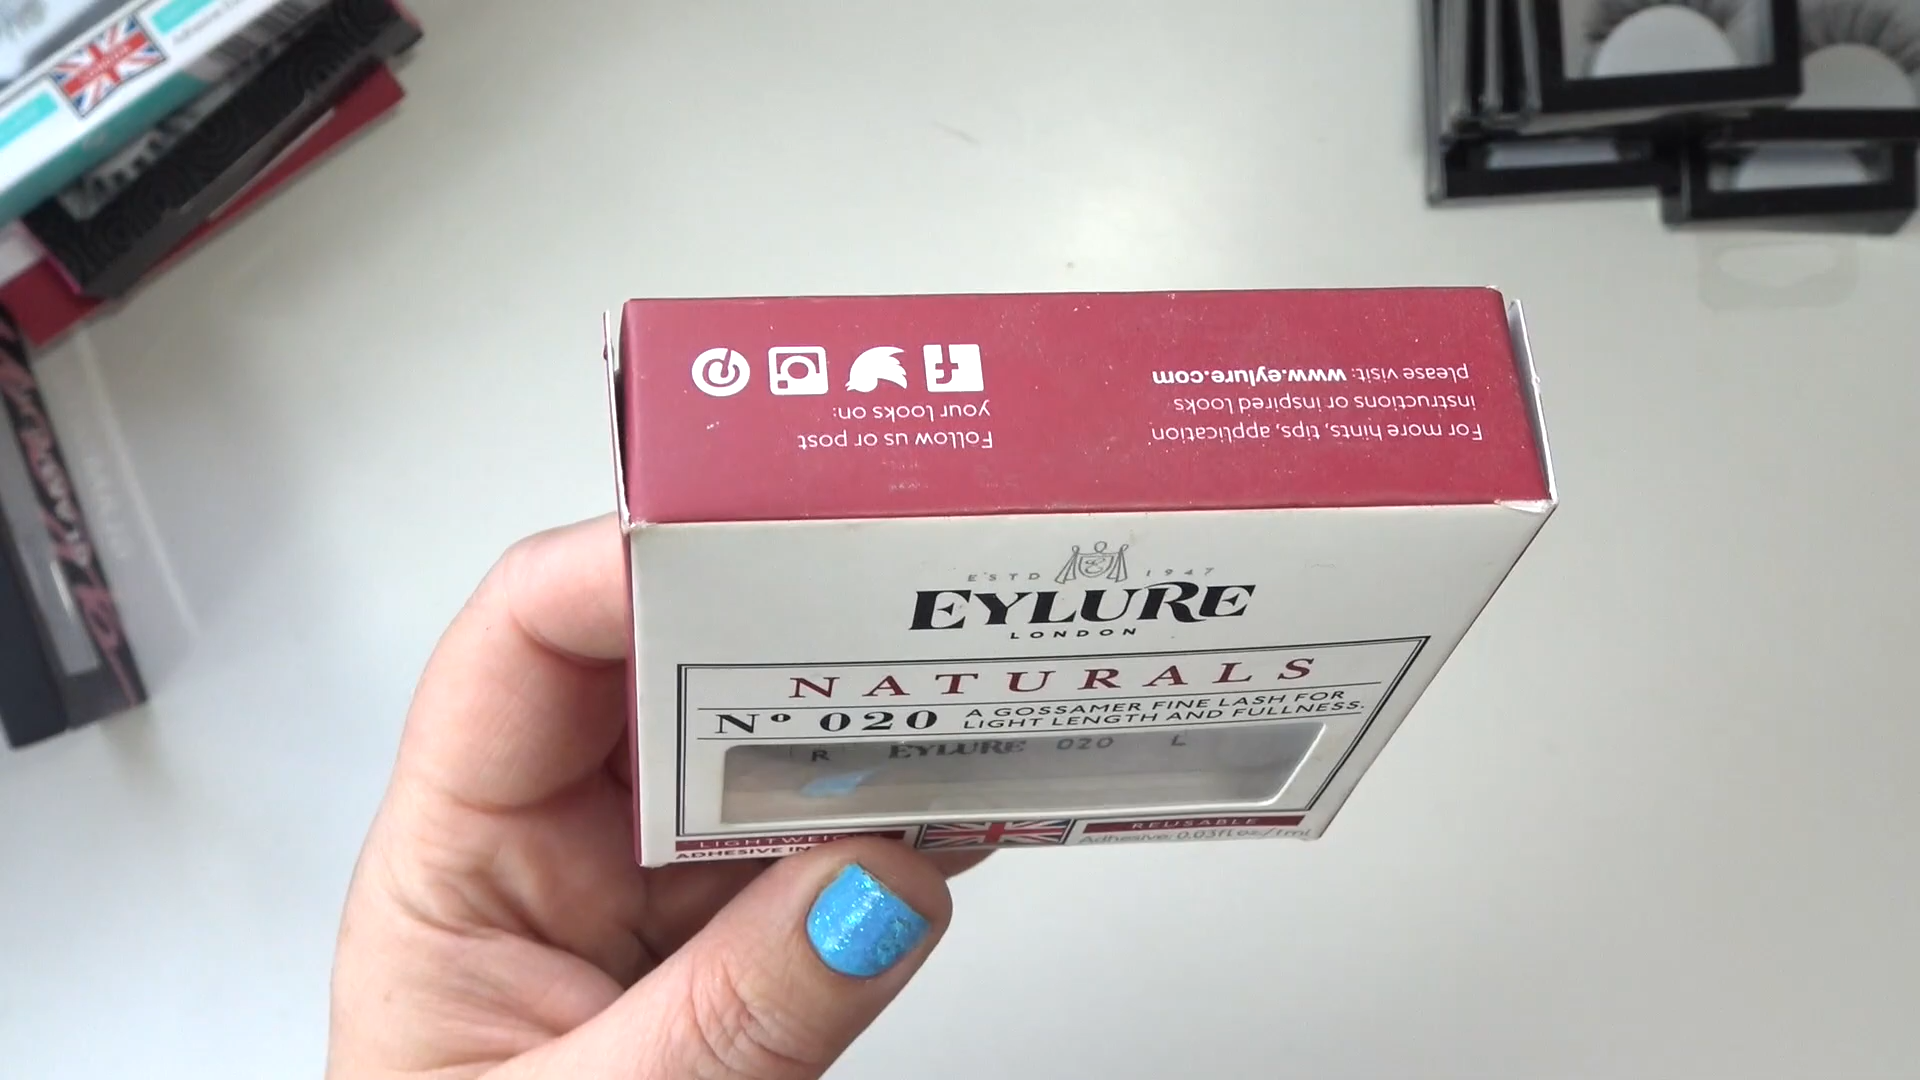 For more hints, tips, application
instructions or inspired looks
please visit: www.eylure.com
Follow us or post
your looks on:
ESTD 1947
EYLURE
LONDON
NATURALS
Nº 020
A GOSSAMER FINE LASH FOR
LIGHT LENGTH AND FULLNESS.
R EYLURE 020 L
REUSABLE
ADHESIVE
Adhesive: 0.03fl oz/1ml